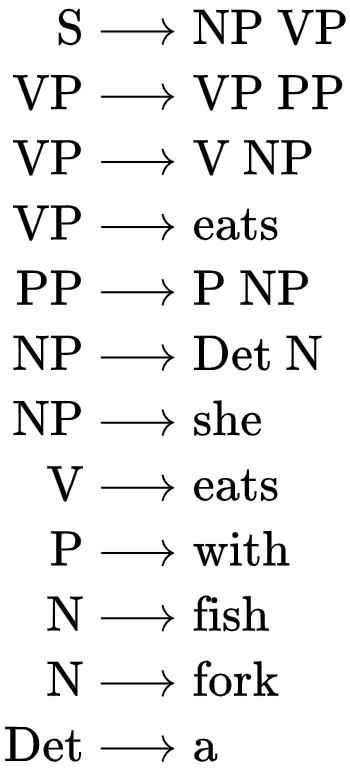 S ⟶ NP VP
VP ⟶ VP PP
VP ⟶ V NP
VP ⟶ eats
PP ⟶ P NP
NP ⟶ Det N
NP ⟶ she
V ⟶ eats
P ⟶ with
N ⟶ fish
N ⟶ fork
Det ⟶ a